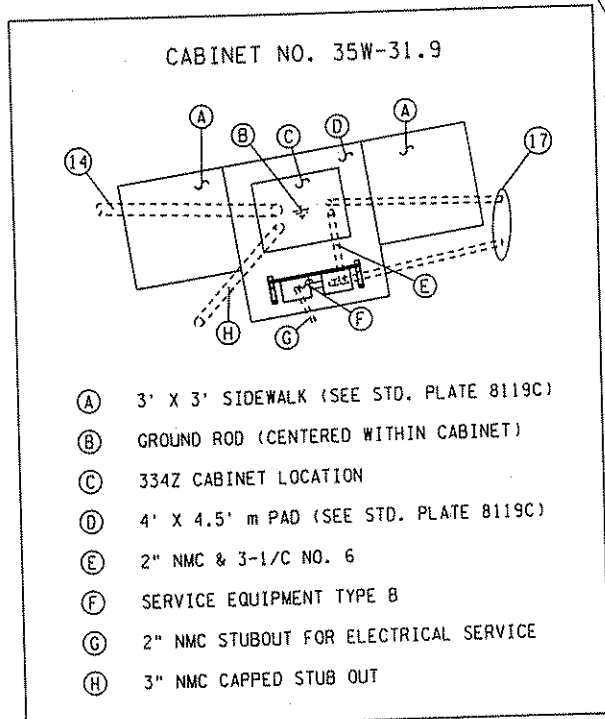 CABINET NO. 35W-31.9
A
A
D
B
C
14
17
E
F
H
G
A 3' X 3' SIDEWALK (SEE STD. PLATE 8119C)
B GROUND ROD (CENTERED WITHIN CABINET)
C 334Z CABINET LOCATION
D 4' X 4.5' m PAD (SEE STD. PLATE 8119C)
E 2" NMC & 3-1/C NO. 6
F SERVICE EQUIPMENT TYPE B
G 2" NMC STUBOUT FOR ELECTRICAL SERVICE
H 3" NMC CAPPED STUB OUT